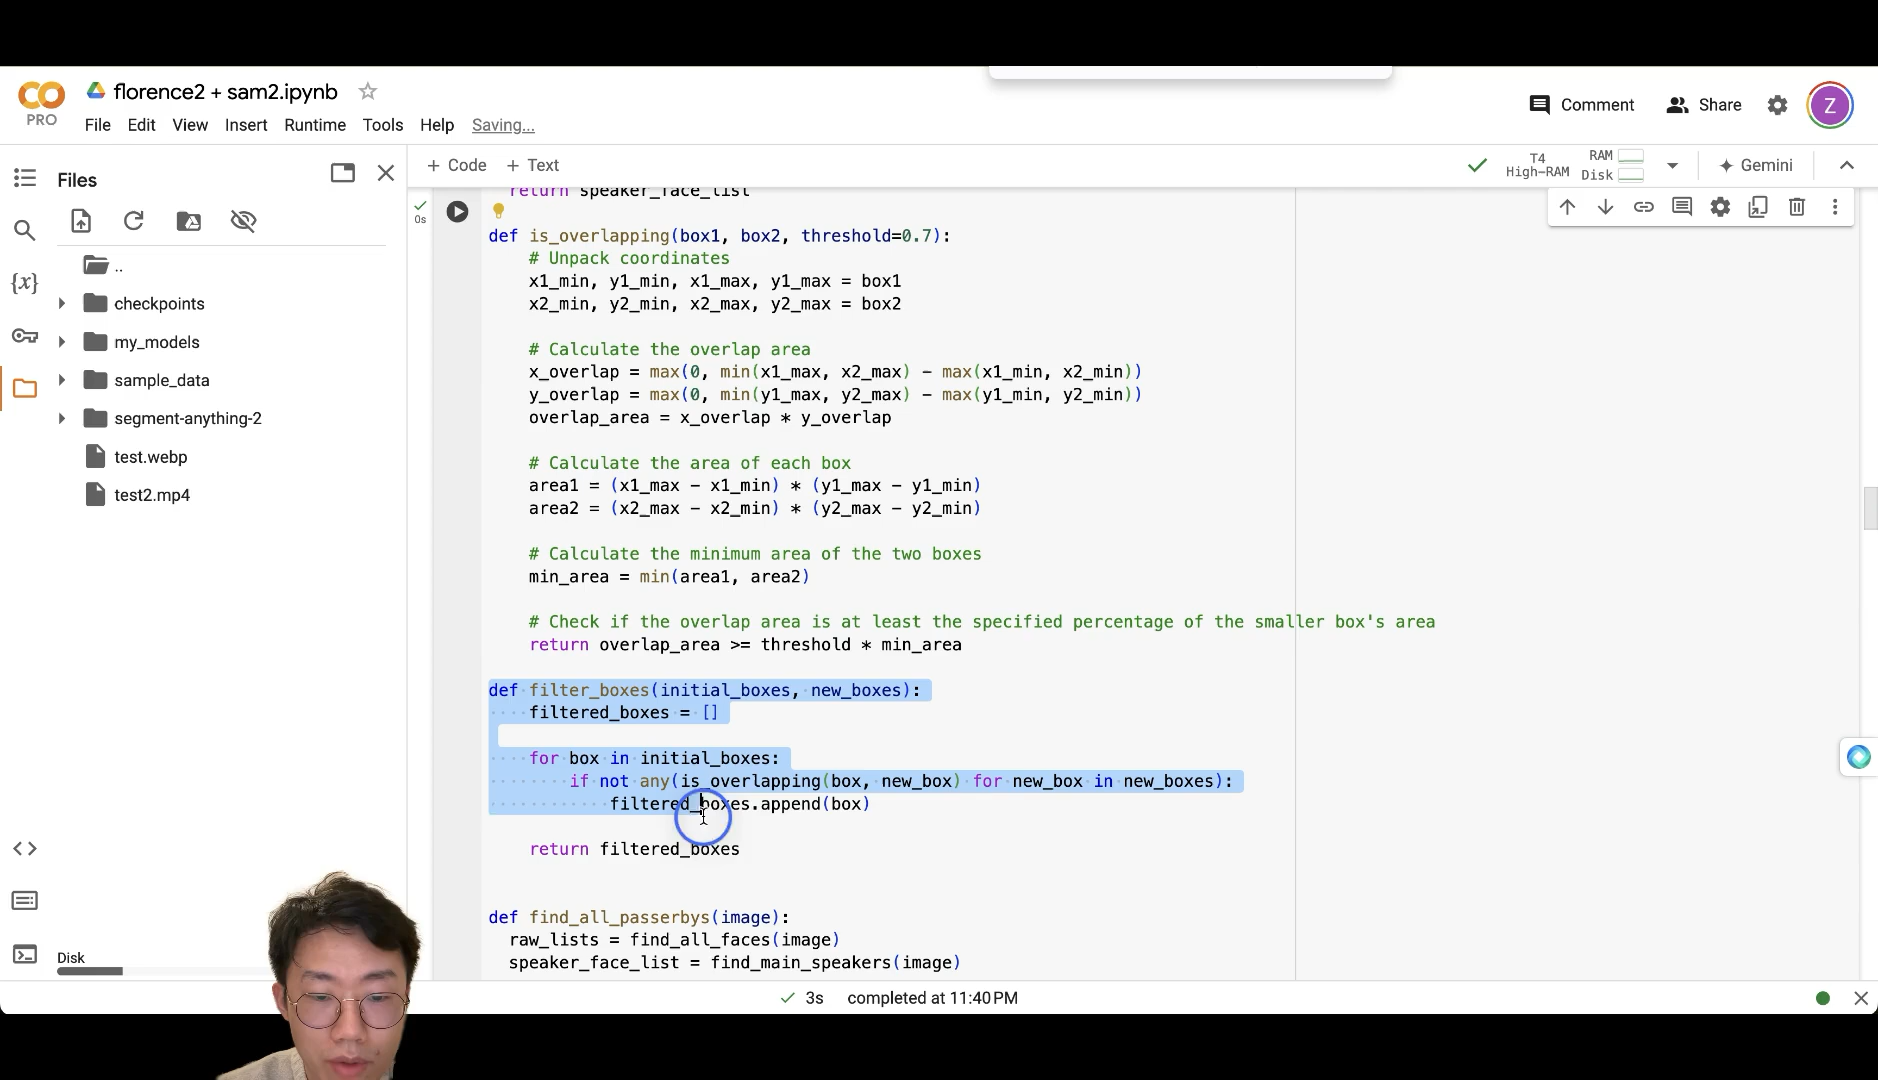 florence2 + sam2.ipynb
PRO
File Edit View Insert Runtime Tools Help Saving...
Comment
Share
Z
Files
+ Code + Text
T4
High-RAM
RAM
Disk
Gemini
{x}
..
checkpoints
my_models
sample_data
segment-anything-2
test.webp
test2.mp4
Disk
0s
return speaker_face_list
def is_overlapping(box1, box2, threshold=0.7):
# Unpack coordinates
x1_min, y1_min, x1_max, y1_max = box1
x2_min, y2_min, x2_max, y2_max = box2
# Calculate the overlap area
x_overlap = max(0, min(x1_max, x2_max) - max(x1_min, x2_min))
y_overlap = max(0, min(y1_max, y2_max) - max(y1_min, y2_min))
overlap_area = x_overlap * y_overlap
# Calculate the area of each box
area1 = (x1_max - x1_min) * (y1_max - y1_min)
area2 = (x2_max - x2_min) * (y2_max - y2_min)
# Calculate the minimum area of the two boxes
min_area = min(area1, area2)
# Check if the overlap area is at least the specified percentage of the smaller box's area
return overlap_area >= threshold * min_area
def filter_boxes(initial_boxes, new_boxes):
filtered_boxes = []
for box in initial_boxes:
if not any(is_overlapping(box, new_box) for new_box in new_boxes):
filtered_boxes.append(box)
return filtered_boxes
def find_all_passerbys(image):
raw_lists = find_all_faces(image)
speaker_face_list = find_main_speakers(image)
3s completed at 11:40 PM